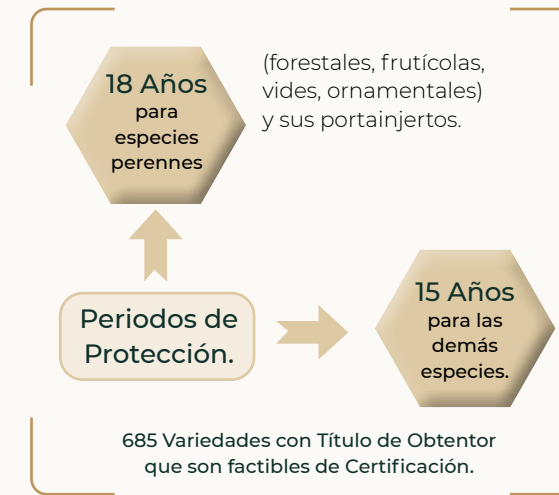 18 Años
para
especies
perennes
(forestales, frutícolas,
vides, ornamentales)
y sus portainjertos.
Periodos de
Protección.
15 Años
para las
demás
especies.
685 Variedades con Título de Obtentor
que son factibles de Certificación.